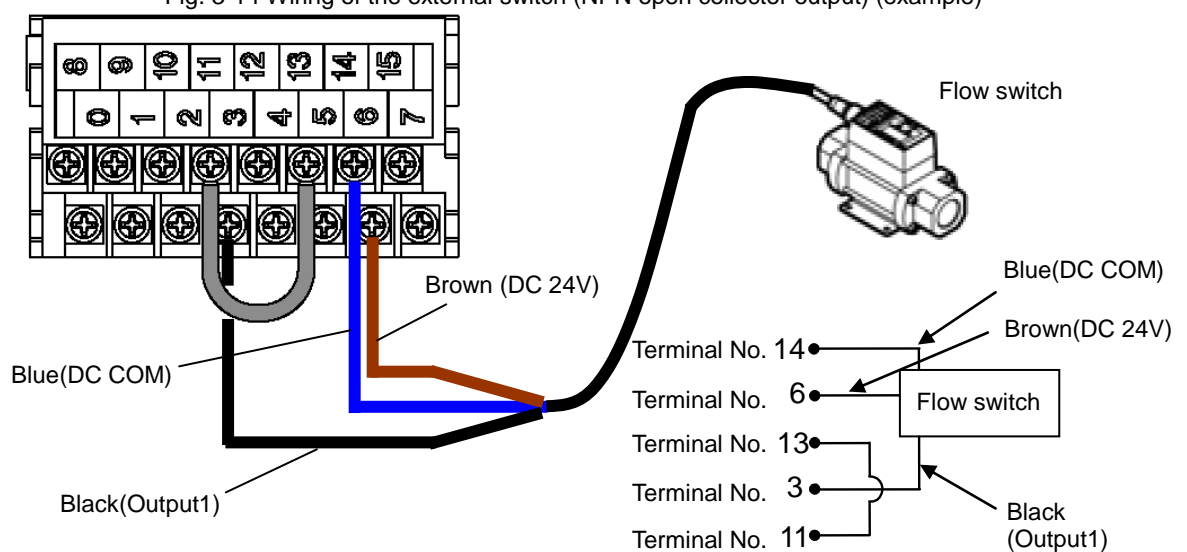 Fig. 3-14 Wiring of the external switch (NPN open collector output) (example)
8 9 10 11 12 13 14 15
0 1 2 3 4 5 6 7
Flow switch
Brown (DC 24V)
Blue(DC COM)
Black(Output1)
Blue(DC COM)
Brown(DC 24V)
Terminal No. 14
Terminal No. 6
Flow switch
Terminal No. 13
Terminal No. 3
Terminal No. 11
Black
(Output1)